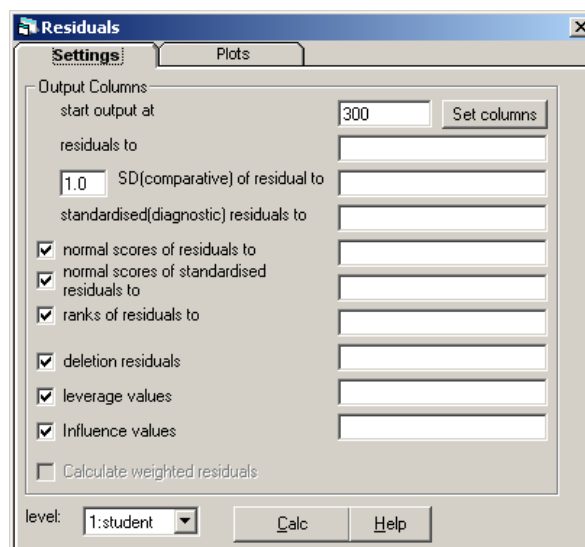 Residuals
Settings
Plots
Output Columns
start output at
300
Set columns
residuals to
1.0
SD(comparative) of residual to
standardised(diagnostic) residuals to
normal scores of residuals to
normal scores of standardised
residuals to
ranks of residuals to
deletion residuals
leverage values
Influence values
Calculate weighted residuals
level:
1:student
Calc
Help